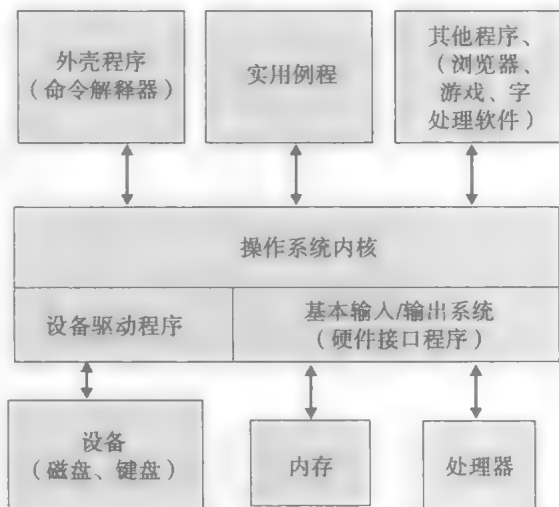 外壳程序
（命令解释器）
实用例程
其他程序、
（浏览器、
游戏、字
处理软件）
操作系统内核
设备驱动程序
基本输入/输出系统
（硬件接口程序）
设备
（磁盘、键盘）
内存
处理器